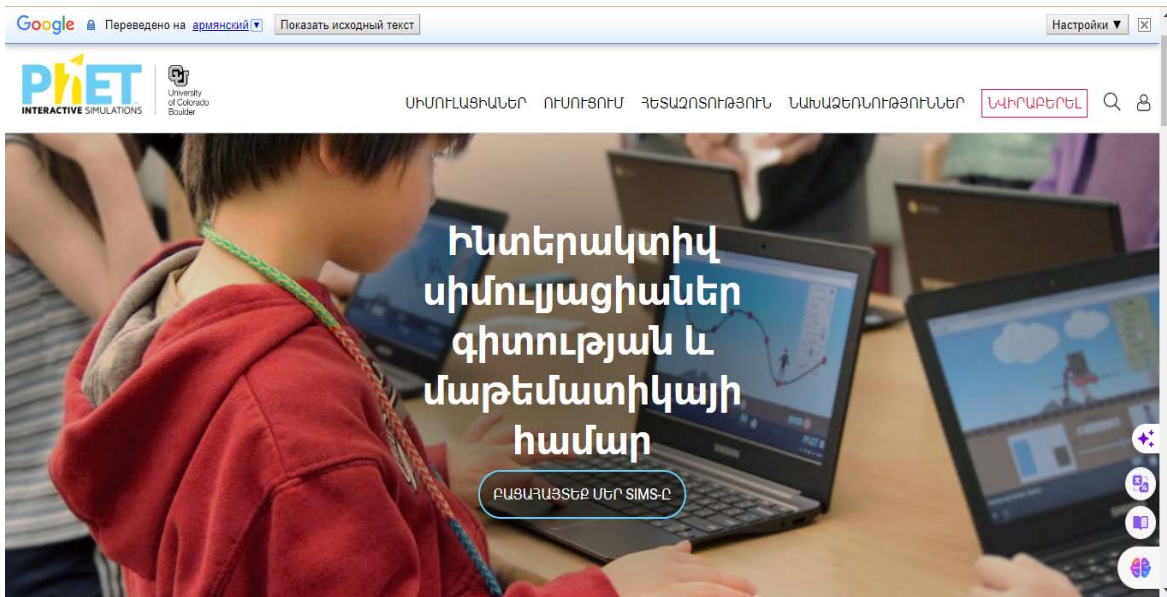 Google Переведено на армянский Показать исходный текст Настройки ▼
PhET
INTERACTIVE SIMULATIONS
University
of Colorado
Boulder
ՍԻՄՈՒԼՅԱՑԻԱՆԵՐ ՈՒՍՈՒՑՈՒՄ ՀԵՏԱԶՈՏՈՒԹՅՈՒՆ ՆԱԽԱՁԵՌՆՈՒԹՅՈՒՆՆԵՐ ՆՎԻՐԱԲԵՐԵԼ
Ինտերակտիվ
սիմուլյացիաներ
գիտության և
մաթեմատիկայի
համար
ԲԱՑԱՀԱՅՏԵՔ ՄԵՐ SIMS-Ը